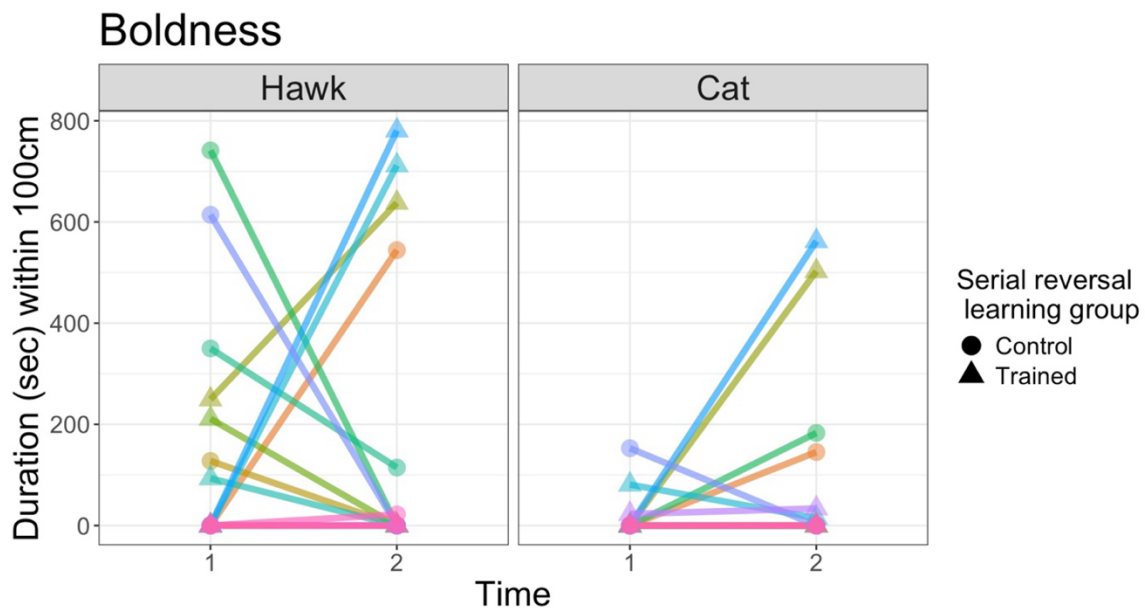 Boldness
Hawk
Cat
Duration (sec) within 100cm
800
600
400
200
0
1
2
1
2
Time
Serial reversal
learning group
Control
Trained